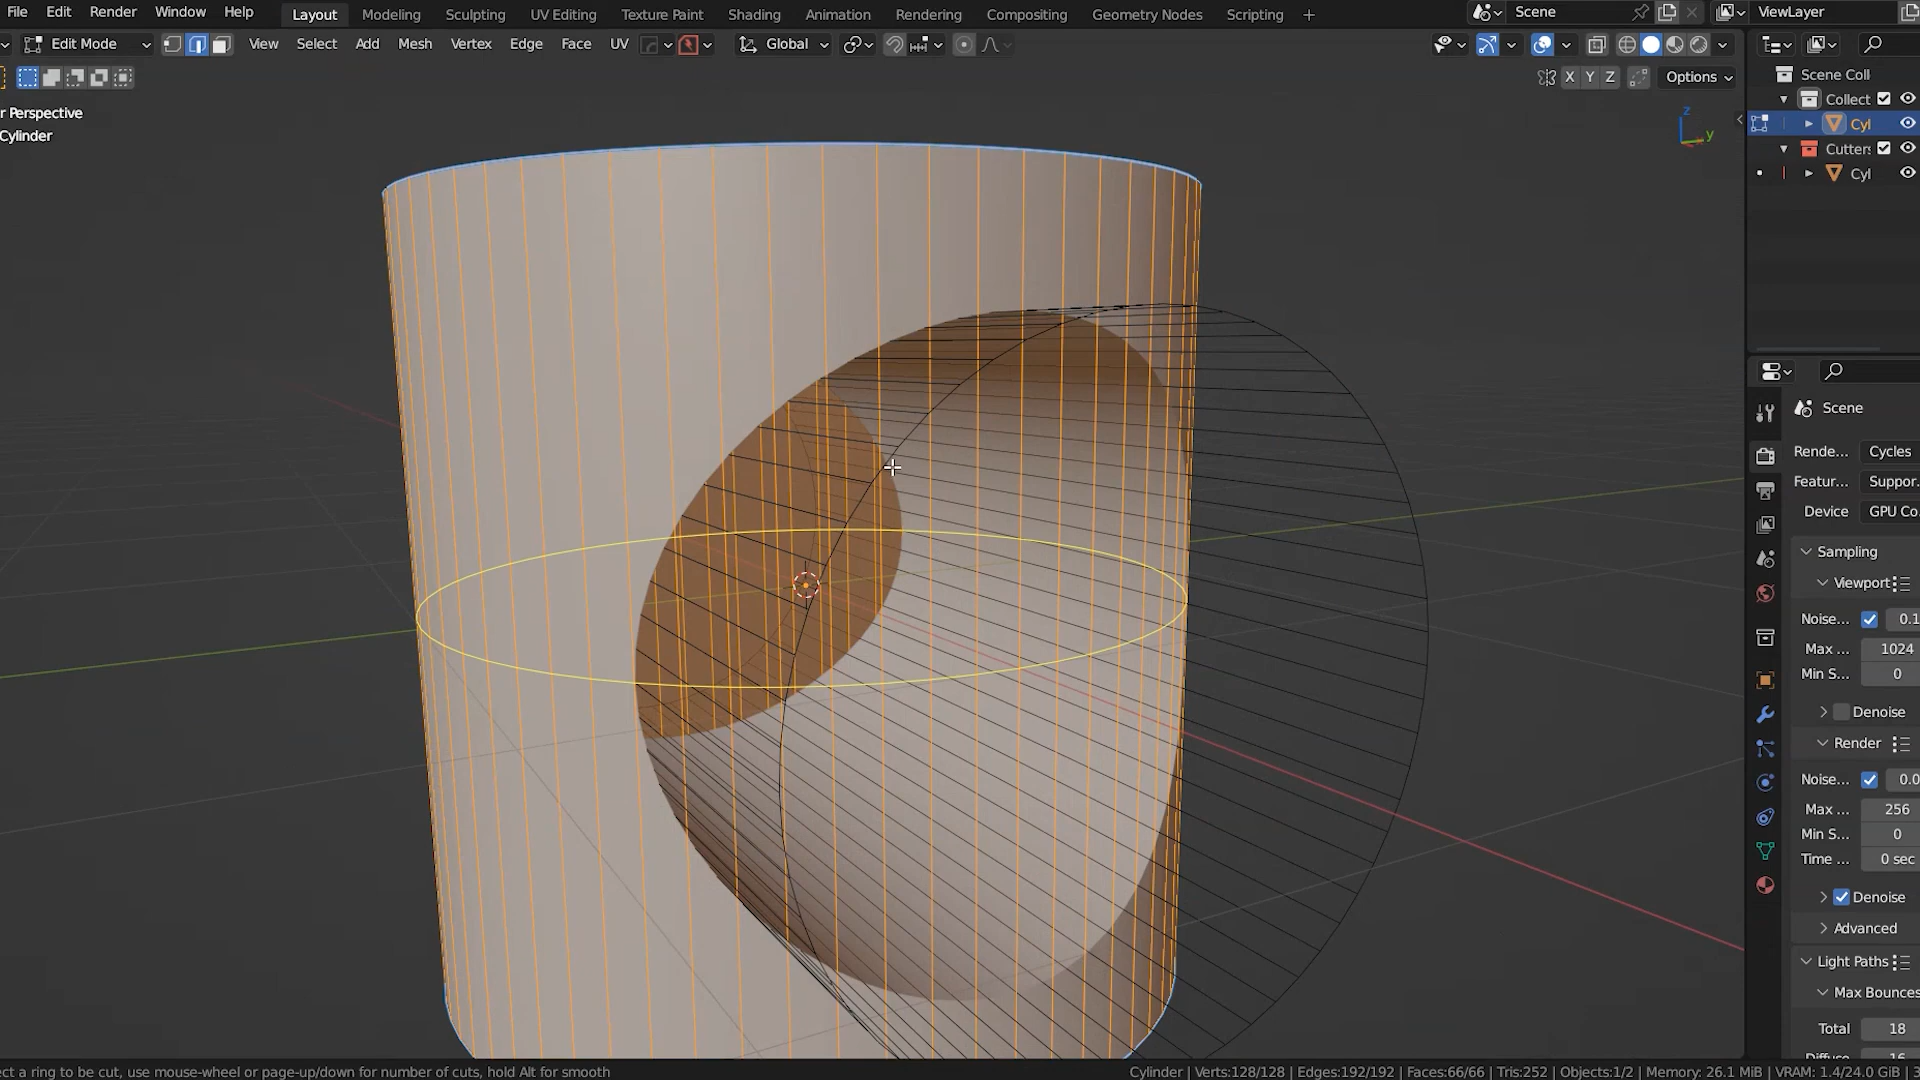 File Edit Render Window Help Layout Modeling Sculpting UV Editing Texture Paint Shading Animation Rendering Compositing Geometry Nodes Scripting + Scene ViewLayer
Edit Mode View Select Add Mesh Vertex Edge Face UV Global
X Y Z Options
r Perspective
Cylinder
Z
y
Scene Coll
Collect
Cyl
Cutters
Cyl
Scene
Rende... Cycles
Featur... Suppor.
Device GPU Co.
Sampling
Viewport
Noise... 0.1
Max ... 1024
Min S... 0
Denoise
Render
Noise... 0.0
Max ... 256
Min S... 0
Time ... 0 sec
Denoise
Advanced
Light Paths
Max Bounces
Total 18
ect a ring to be cut, use mouse-wheel or page-up/down for number of cuts, hold Alt for smooth
Cylinder | Verts:128/128 | Edges:192/192 | Faces:66/66 | Tris:252 | Objects:1/2 | Memory: 26.1 MiB | VRAM: 1.4/24.0 GiB | 3